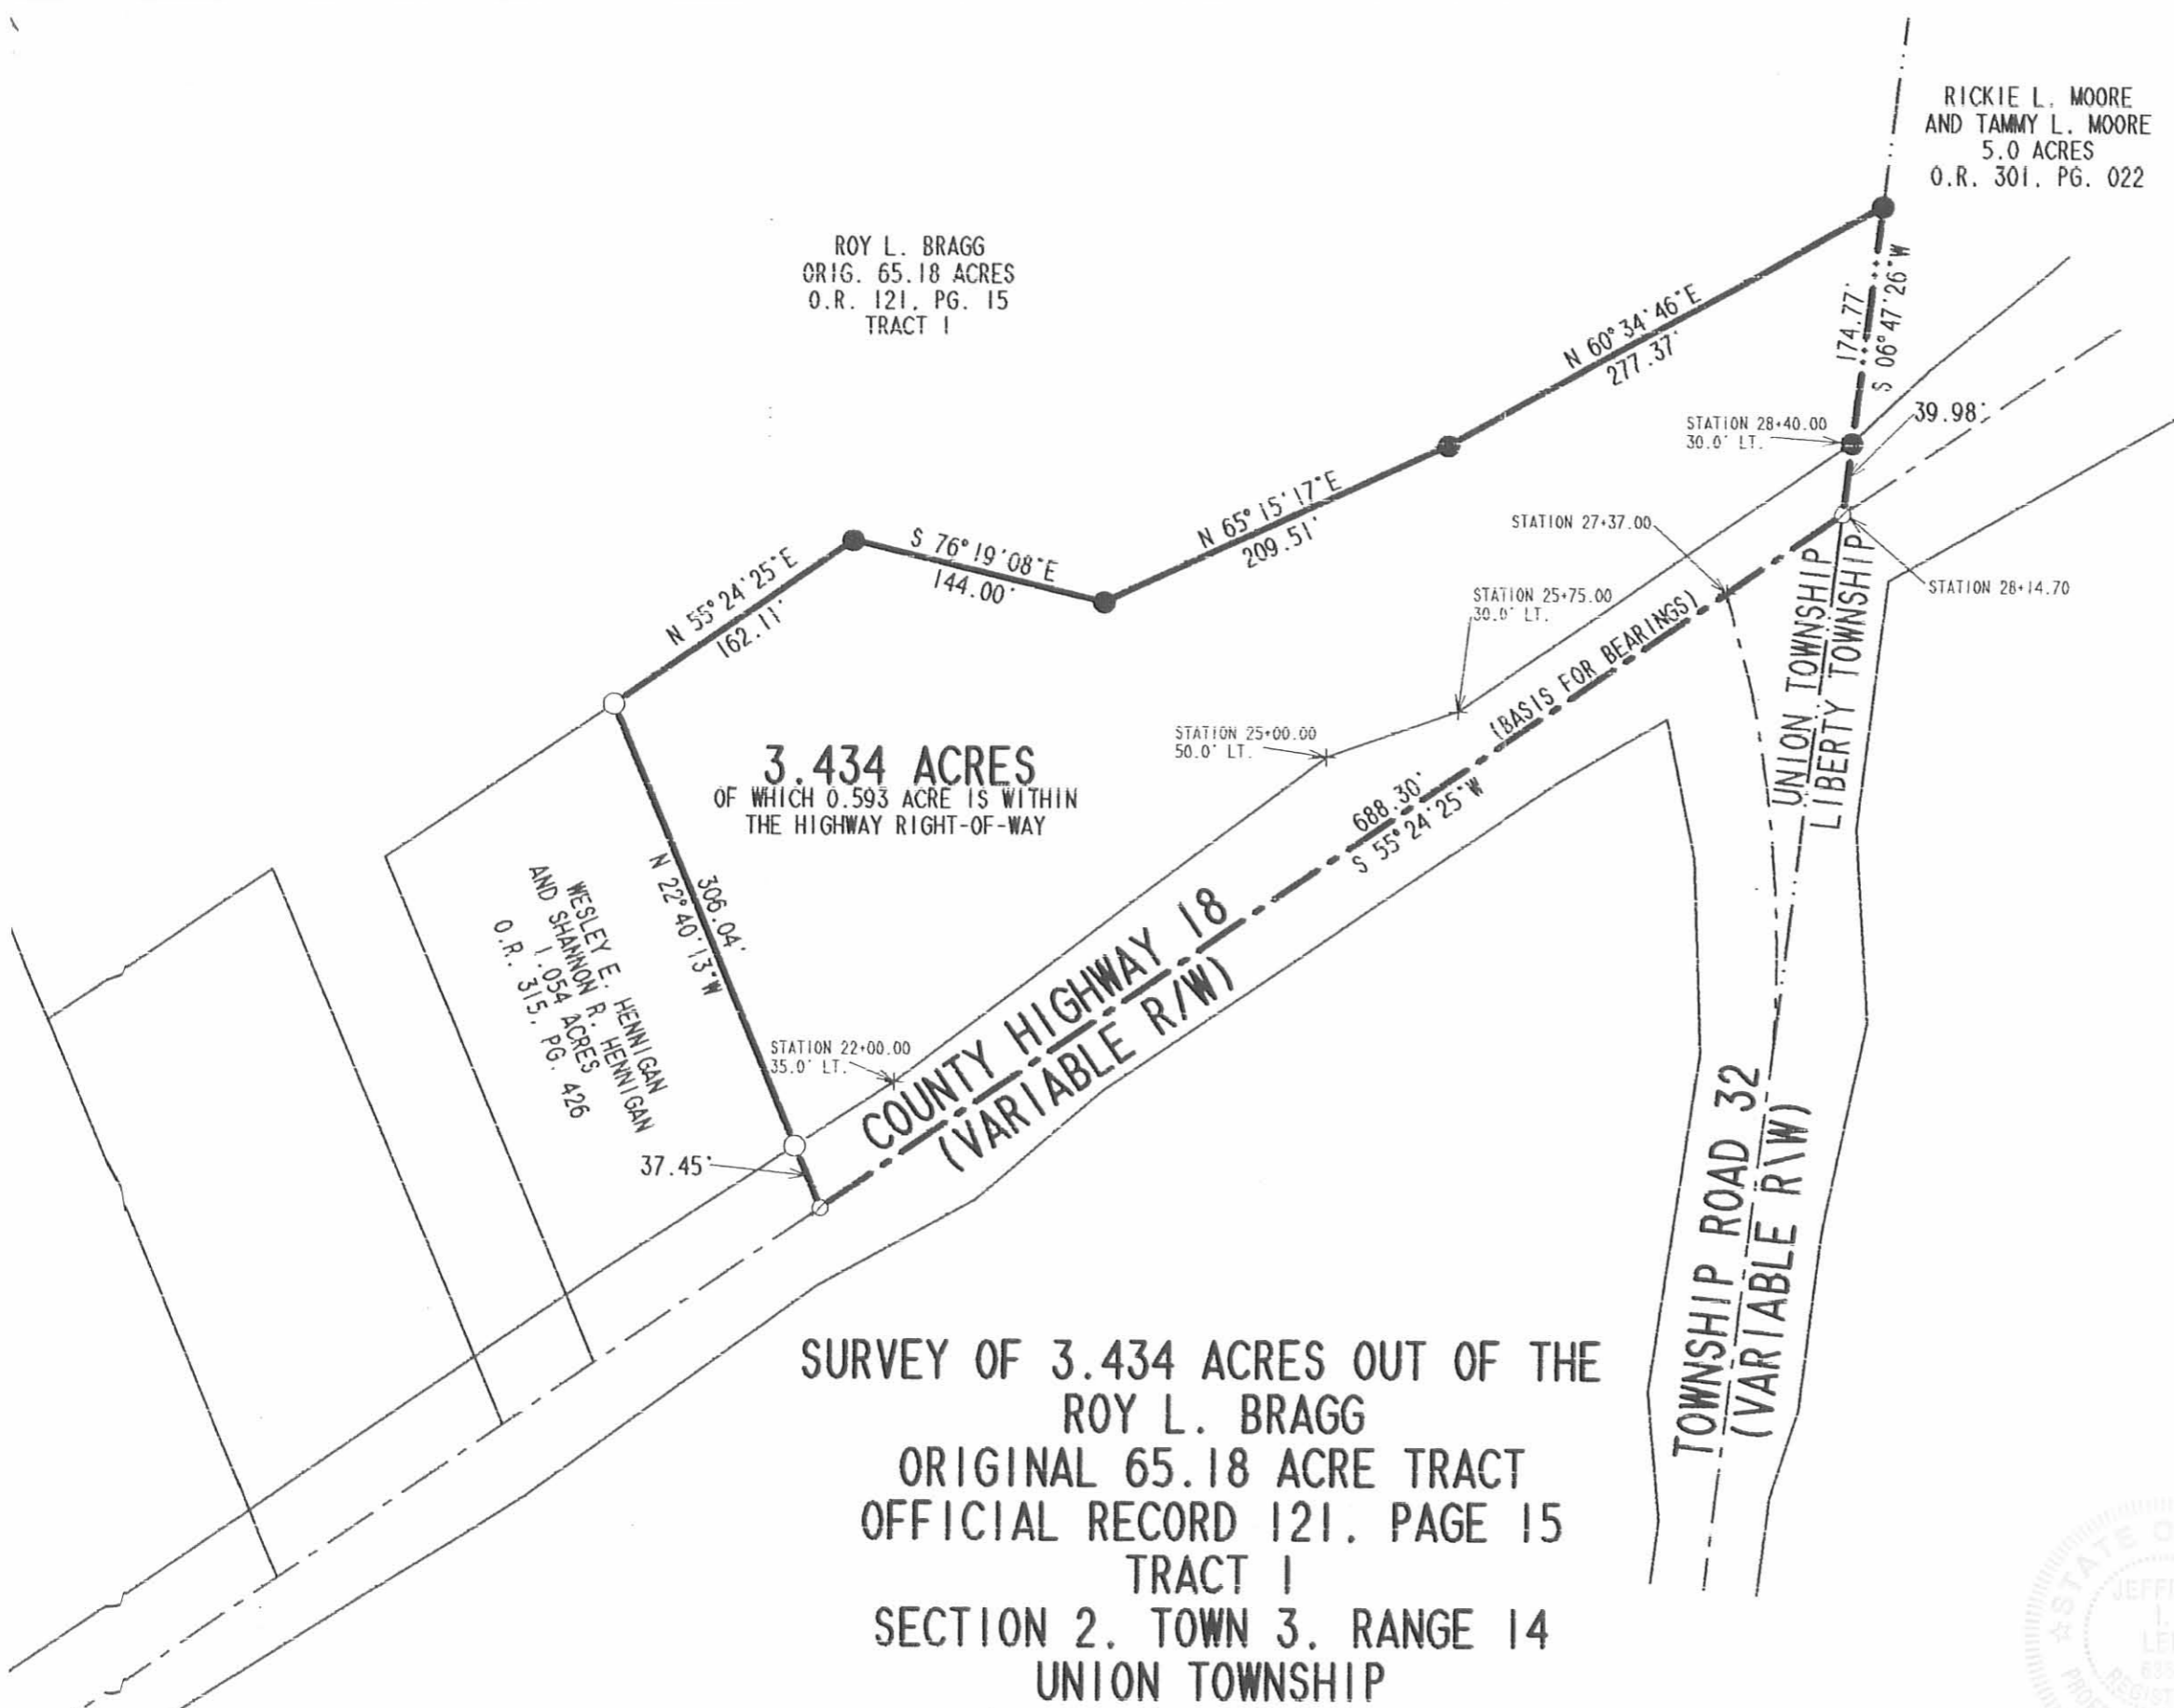 RICKIE L. MOORE
AND TAMMY L. MOORE
5.0 ACRES
O.R. 301, PG. 022
ROY L. BRAGG
ORIG. 65.18 ACRES
O.R. 121, PG. 15
TRACT 1
N 60°34'46"E
277.37'
174.77'
S 06°47'26"W
STATION 28+40.00
30.0' LT.
39.98'
N 65°15'17"E
209.51'
STATION 27+37.00
S 76°19'08"E
144.00'
N 55°24'25"E
162.11'
STATION 28+14.70
STATION 25+75.00
30.0' LT.
(BASIS FOR BEARINGS)
UNION TOWNSHIP
LIBERTY TOWNSHIP
STATION 25+00.00
50.0' LT.
3.434 ACRES
OF WHICH 0.593 ACRE IS WITHIN
THE HIGHWAY RIGHT-OF-WAY
688.30'
S 55°24'25"W
306.04'
N 22°40'13"W
WESLEY E. HENNIGAN
AND SHANNON R. HENNIGAN
1.054 ACRES
O.R. 315, PG. 426
STATION 22+00.00
35.0' LT.
COUNTY HIGHWAY 18
(VARIABLE R/W)
37.45'
TOWNSHIP ROAD 32
(VARIABLE R\W)
SURVEY OF 3.434 ACRES OUT OF THE
ROY L. BRAGG
ORIGINAL 65.18 ACRE TRACT
OFFICIAL RECORD 121, PAGE 15
TRACT 1
SECTION 2, TOWN 3, RANGE 14
UNION TOWNSHIP
STATE O